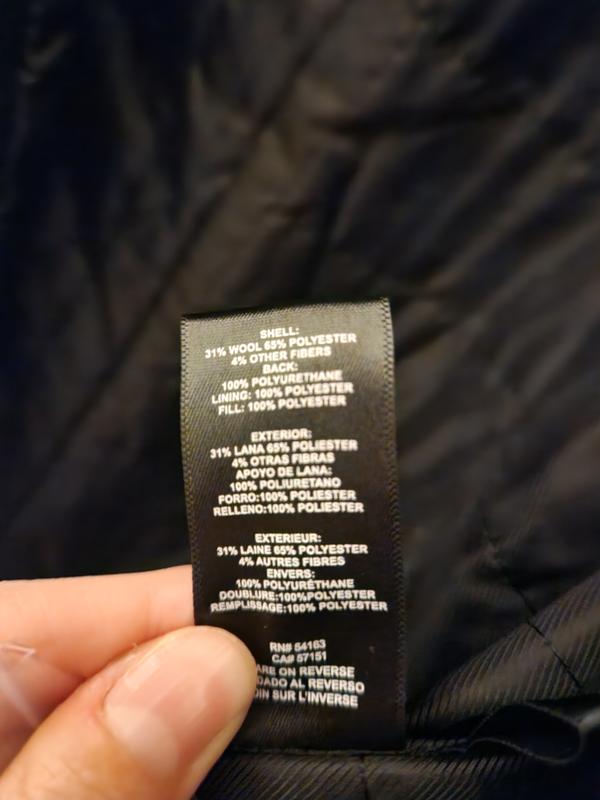 SHELL:
31% WOOL 65% POLYESTER
4% OTHER FIBERS
BACK:
100% POLYURETHANE
LINING: 100% POLYESTER
FILL: 100% POLYESTER
EXTERIOR:
31% LANA 65% POLIESTER
4% OTRAS FIBRAS
APOYO DE LANA:
100% POLIURETANO
FORRO:100% POLIESTER
RELLENO:100% POLIESTER
EXTERIEUR:
31% LAINE 65% POLYESTER
4% AUTRES FIBRES
ENVERS:
100% POLYURÉTHANE
DOUBLURE:100%POLYESTER
REMPLISSAGE:100% POLYESTER
RN# 54163
CA# 57151
ARE ON REVERSE
DADO AL REVERSO
OIN SUR L'INVERSE